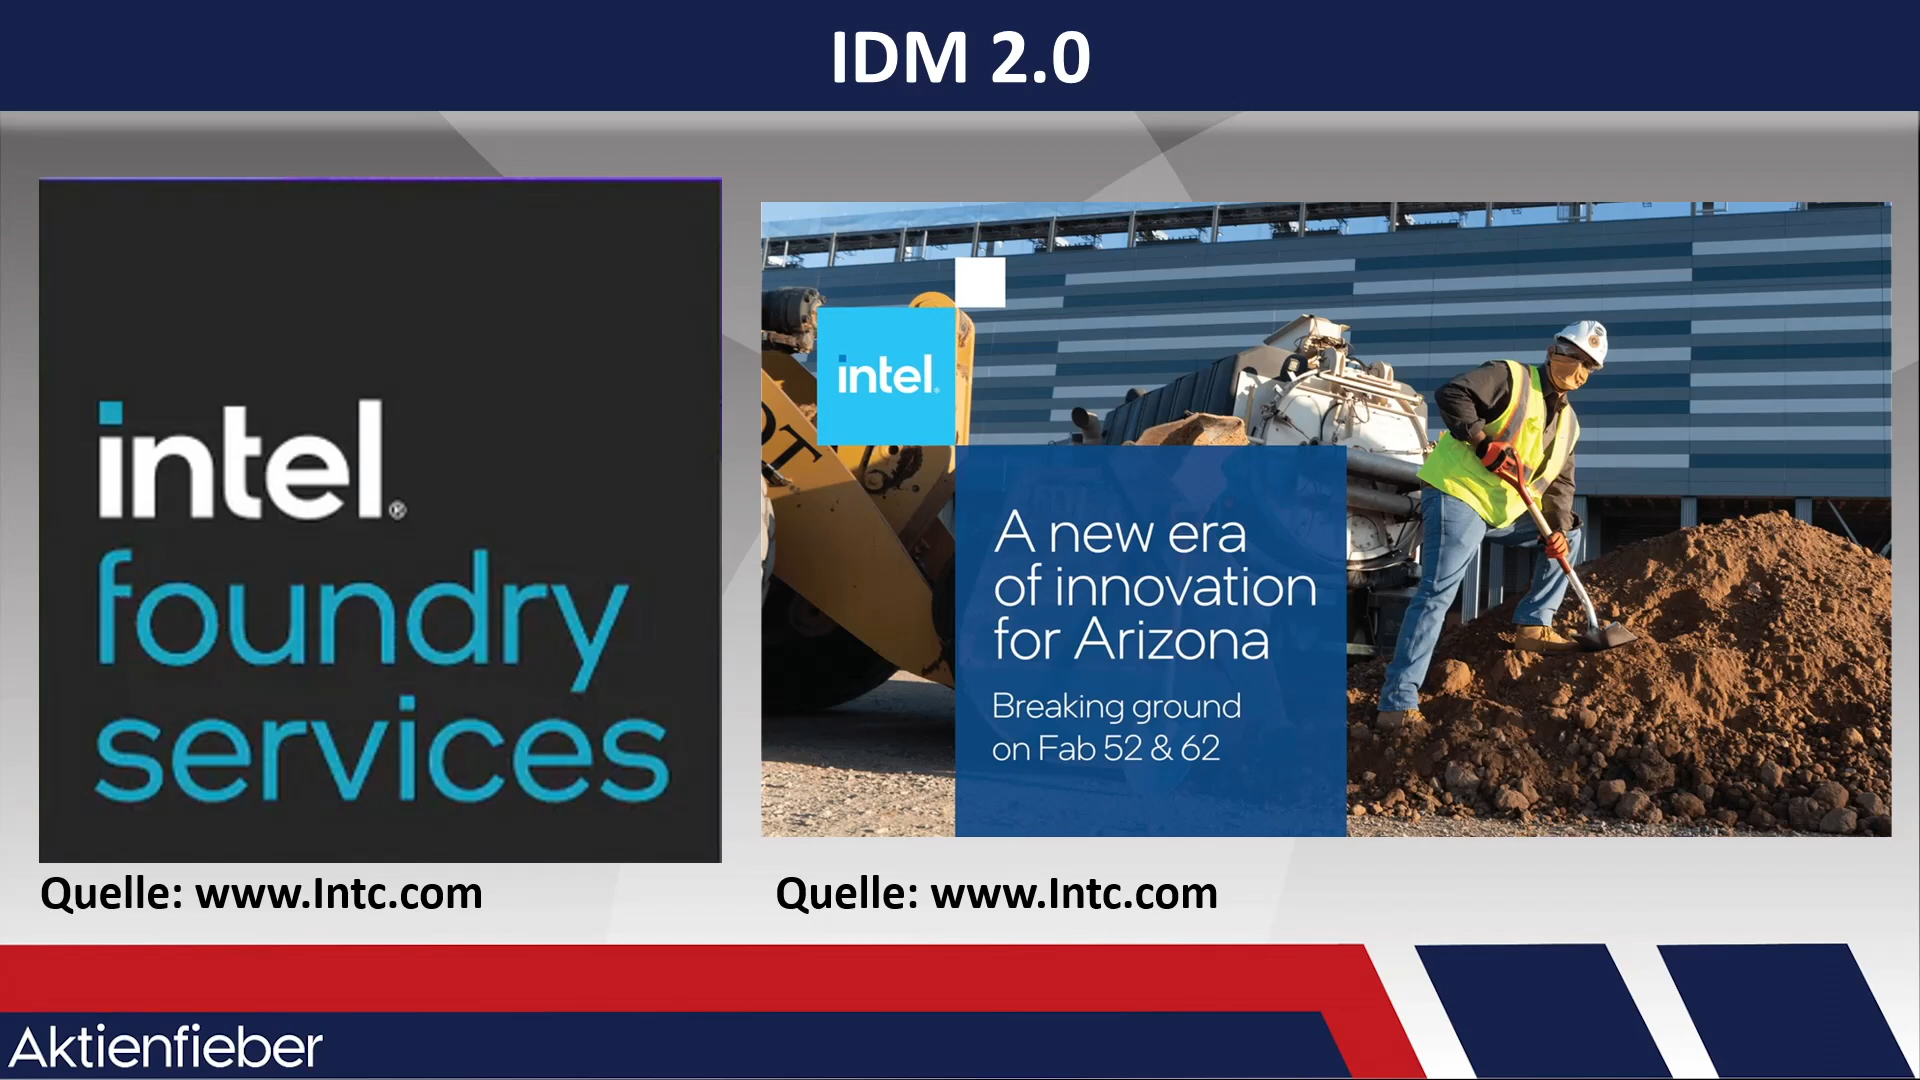 IDM 2.0
intel®
foundry
services
Quelle: www.Intc.com
intel®
A new era
of innovation
for Arizona
Breaking ground
on Fab 52 & 62
Quelle: www.Intc.com
Aktienfieber